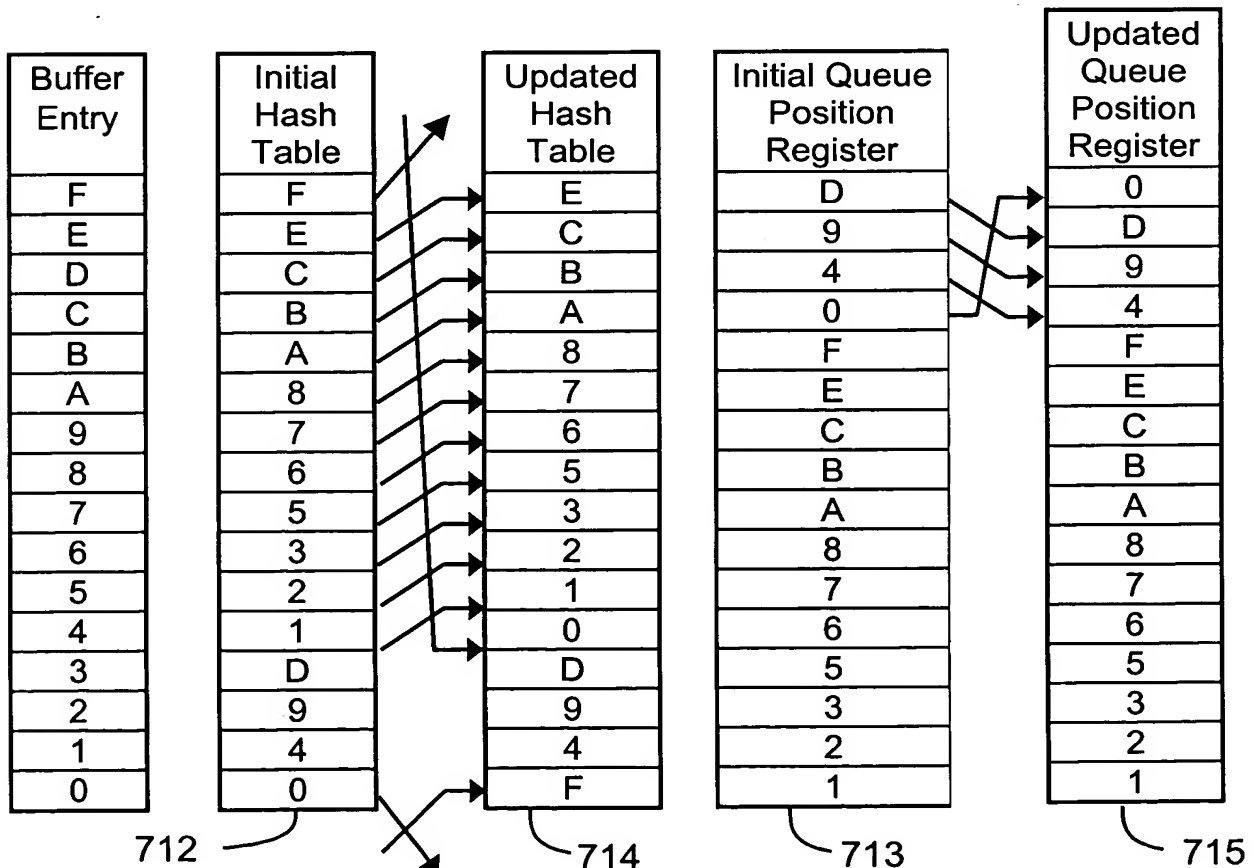 Buffer
Entry
F
E
D
C
B
A
9
8
7
6
5
4
3
2
1
0
Initial
Hash
Table
F
E
C
B
A
8
7
6
5
3
2
1
D
9
4
0
712
Updated
Hash
Table
E
C
B
A
8
7
6
5
3
2
1
0
D
9
4
F
714
Initial Queue
Position
Register
D
9
4
0
F
E
C
B
A
8
7
6
5
3
2
1
713
Updated
Queue
Position
Register
0
D
9
4
F
E
C
B
A
8
7
6
5
3
2
1
715